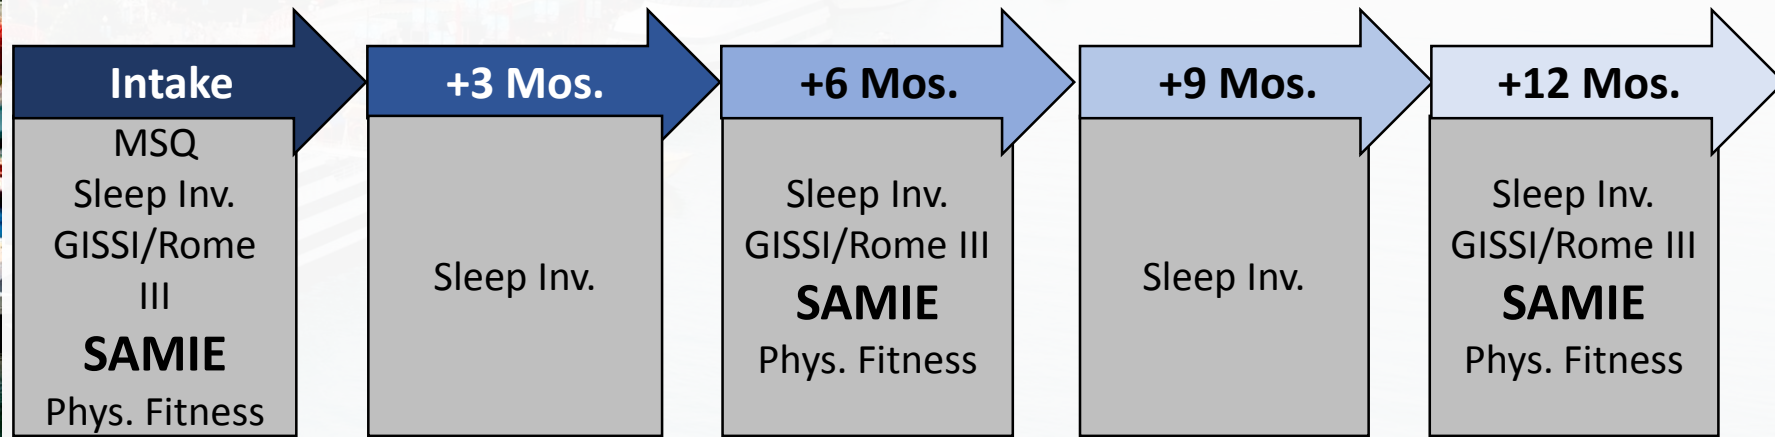 Intake
MSQ
Sleep Inv.
GISSI/Rome
III
SAMIE
Phys. Fitness
+3 Mos.
Sleep Inv.
+6 Mos.
Sleep Inv.
GISSI/Rome III
SAMIE
Phys. Fitness
+9 Mos.
Sleep Inv.
+12 Mos.
Sleep Inv.
GISSI/Rome III
SAMIE
Phys. Fitness